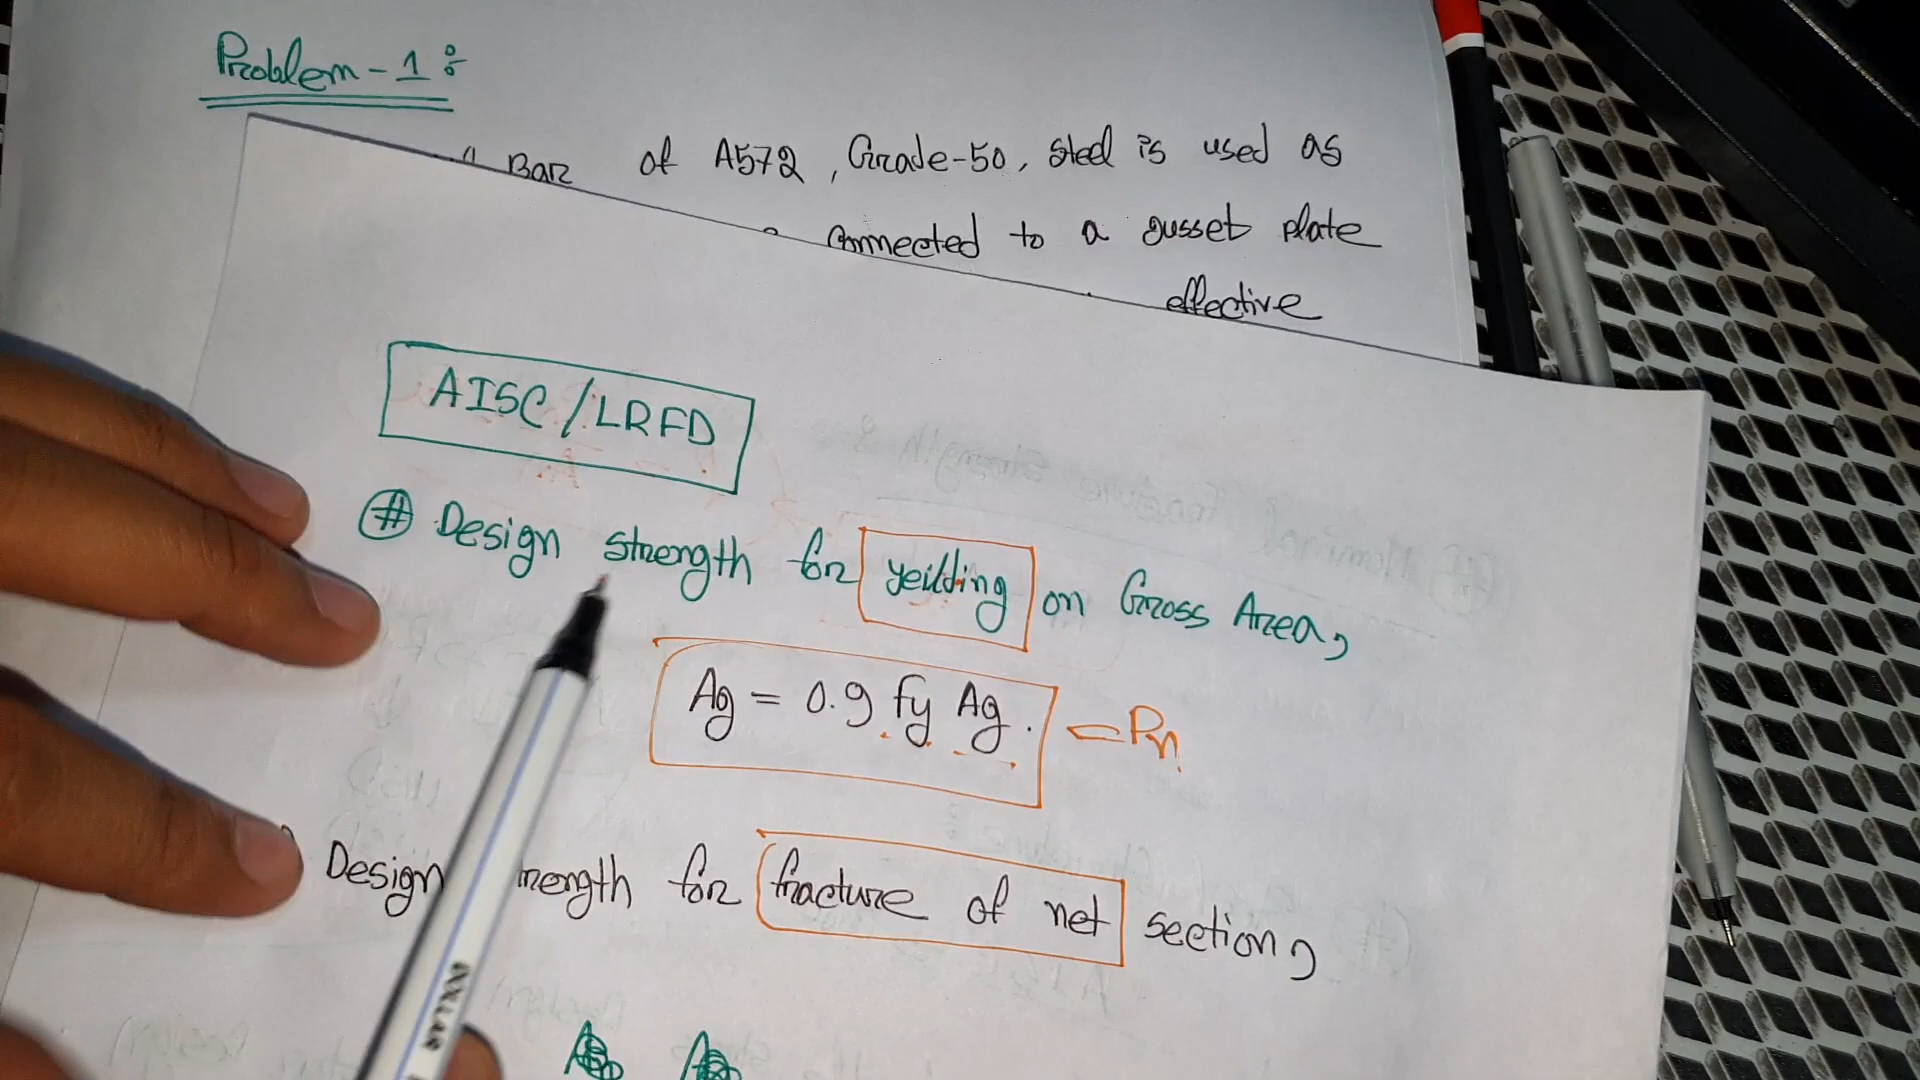 Problem-1:
Bar of A572, Grade-50, steel is used as
connected to a gusset plate
effective
AISC/LRFD
# Design strength for yeilding on Gross Area,
Ag = 0.9 fy Ag. = Pn
Design strength for fracture of net section,